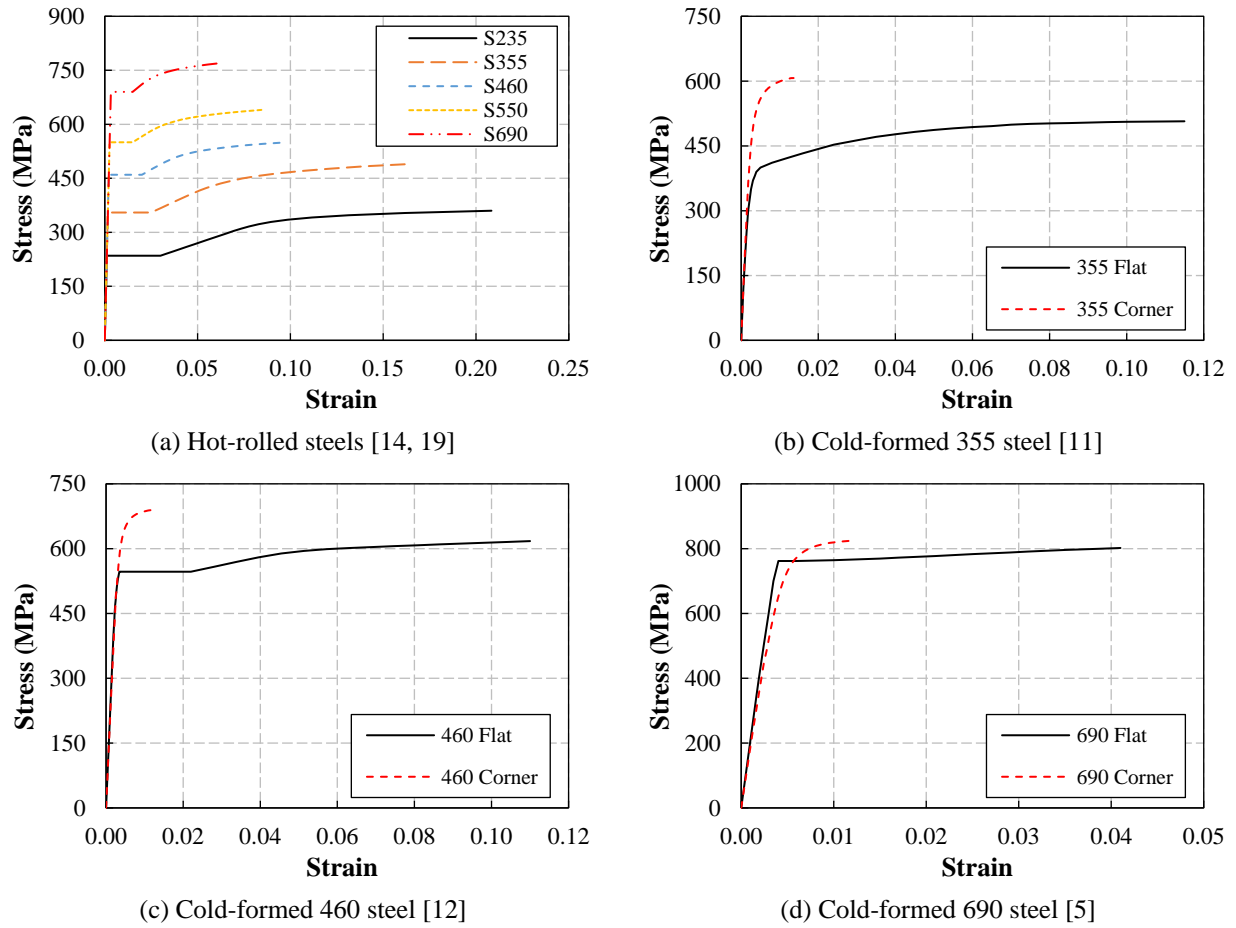 900
750
600
450
300
150
0
Stress (MPa)
S235
S355
S460
S550
S690
0.00 0.05 0.10 0.15 0.20 0.25
Strain
(a) Hot-rolled steels [14, 19]
750
600
450
300
150
0
Stress (MPa)
355 Flat
355 Corner
0.00 0.02 0.04 0.06 0.08 0.10 0.12
Strain
(b) Cold-formed 355 steel [11]
750
600
450
300
150
0
Stress (MPa)
460 Flat
460 Corner
0.00 0.02 0.04 0.06 0.08 0.10 0.12
Strain
(c) Cold-formed 460 steel [12]
1000
800
600
400
200
0
Stress (MPa)
690 Flat
690 Corner
0.00 0.01 0.02 0.03 0.04 0.05
Strain
(d) Cold-formed 690 steel [5]